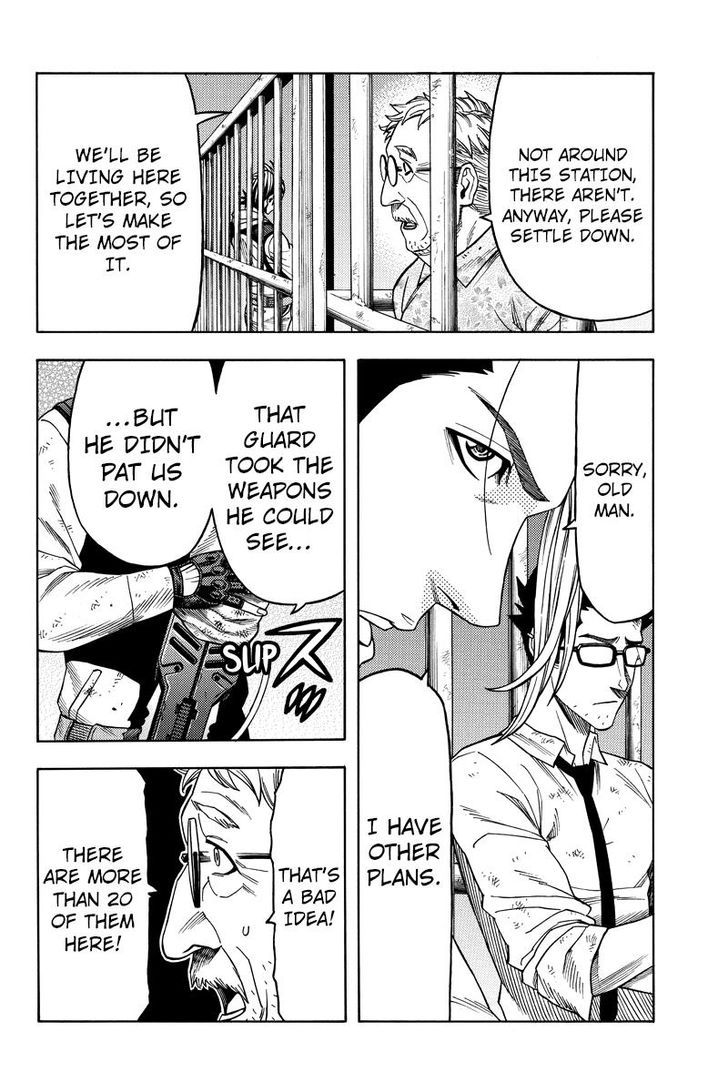 NOT AROUND
THIS STATION,
THERE AREN'T.
ANYWAY, PLEASE
SETTLE DOWN.
WE'LL BE
LIVING HERE
TOGETHER, SO
LET'S MAKE
THE MOST OF
IT.
SORRY,
OLD
MAN.
I HAVE
OTHER
PLANS.
THAT
GUARD
TOOK THE
WEAPONS
HE COULD
SEE...
...BUT
HE DIDN'T
PAT US
DOWN.
SLIP
ス
THAT'S
A BAD
IDEA!
THERE
ARE MORE
THAN 20
OF THEM
HERE!